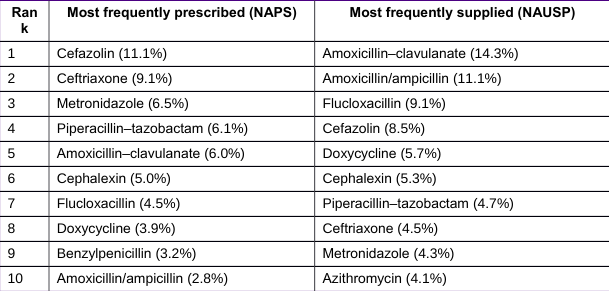 Ran
k
Most frequently prescribed (NAPS)
Most frequently supplied (NAUSP)
1
Cefazolin (11.1%)
Amoxicillin–clavulanate (14.3%)
2
Ceftriaxone (9.1%)
Amoxicillin/ampicillin (11.1%)
3
Metronidazole (6.5%)
Flucloxacillin (9.1%)
4
Piperacillin–tazobactam (6.1%)
Cefazolin (8.5%)
5
Amoxicillin–clavulanate (6.0%)
Doxycycline (5.7%)
6
Cephalexin (5.0%)
Cephalexin (5.3%)
7
Flucloxacillin (4.5%)
Piperacillin–tazobactam (4.7%)
8
Doxycycline (3.9%)
Ceftriaxone (4.5%)
9
Benzylpenicillin (3.2%)
Metronidazole (4.3%)
10
Amoxicillin/ampicillin (2.8%)
Azithromycin (4.1%)